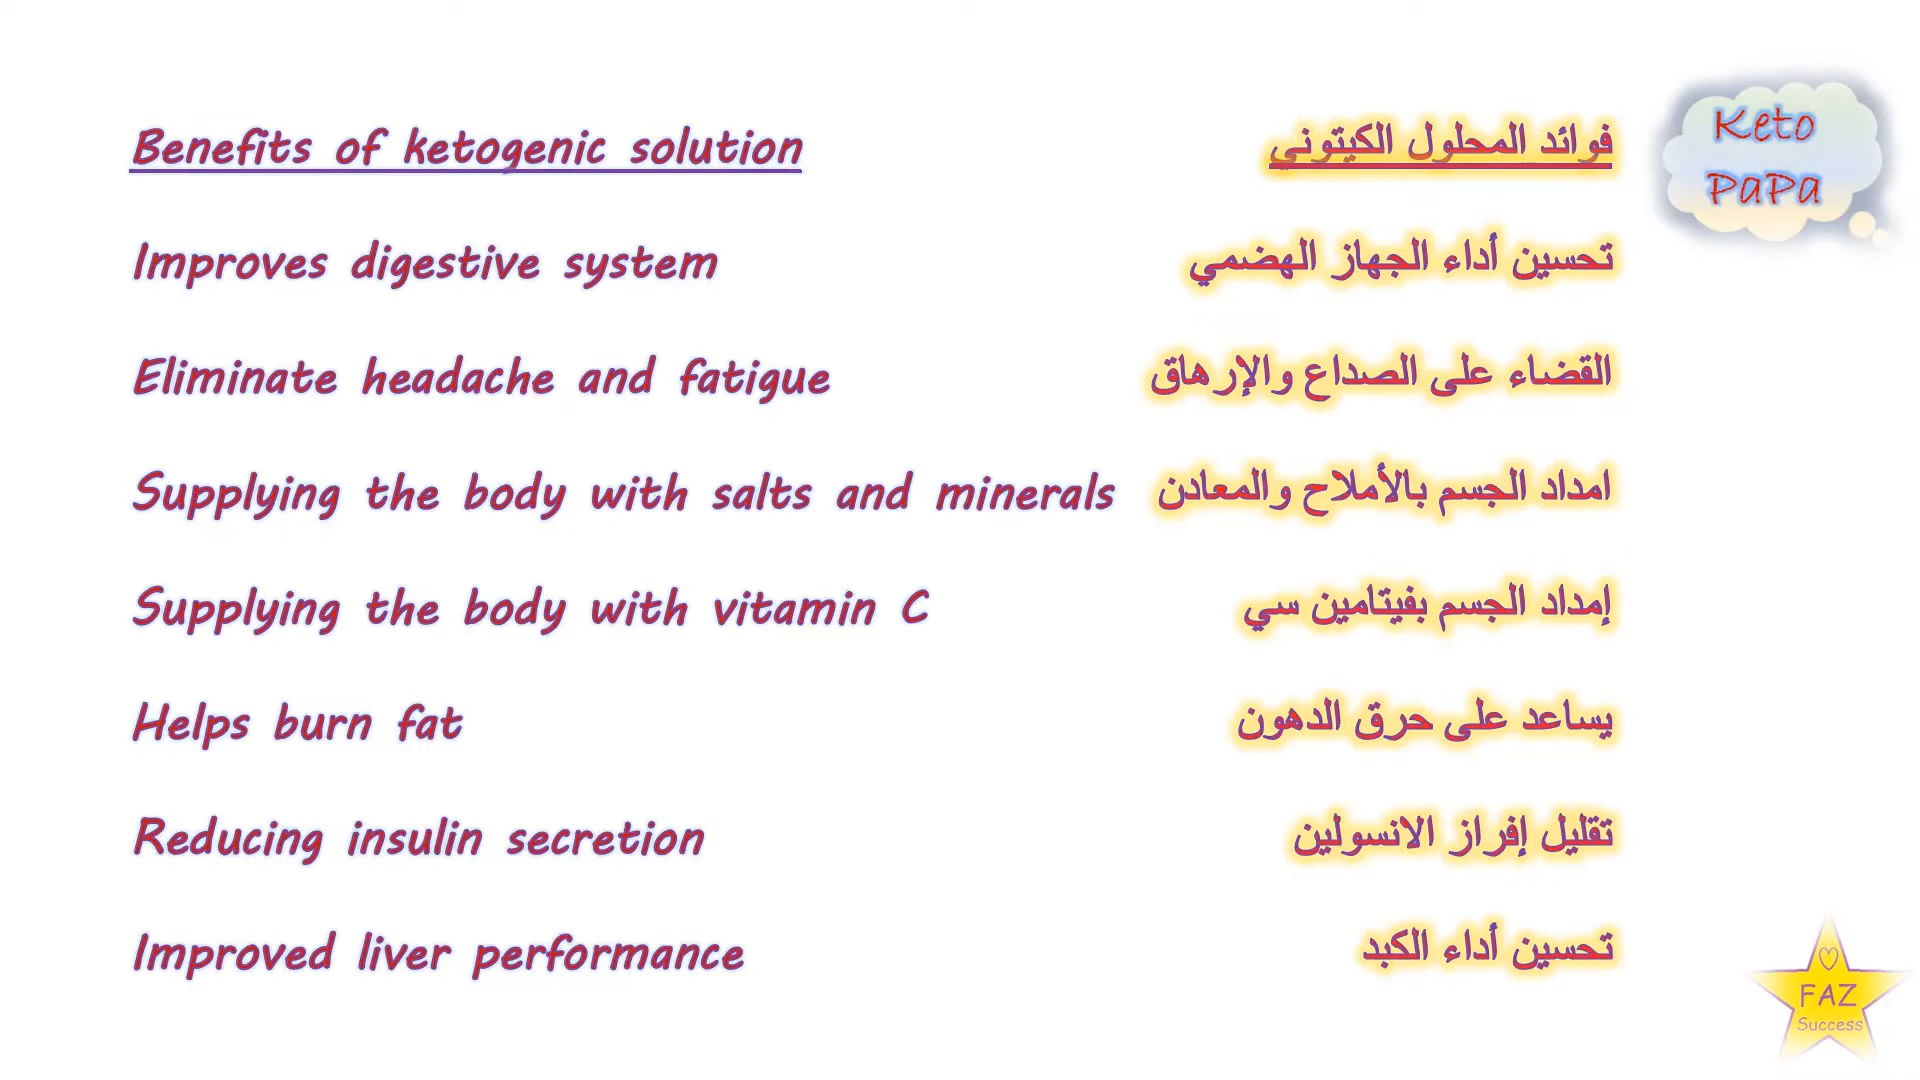 Benefits of ketogenic solution
فوائد المحلول الكيتوني
Keto
PaPa
Improves digestive system
تحسين أداء الجهاز الهضمي
Eliminate headache and fatigue
القضاء على الصداع والإرهاق
Supplying the body with salts and minerals
امداد الجسم بالأملاح والمعادن
Supplying the body with vitamin C
إمداد الجسم بفيتامين سي
Helps burn fat
يساعد على حرق الدهون
Reducing insulin secretion
تقليل إفراز الانسولين
Improved liver performance
تحسين أداء الكبد
FAZ
Success